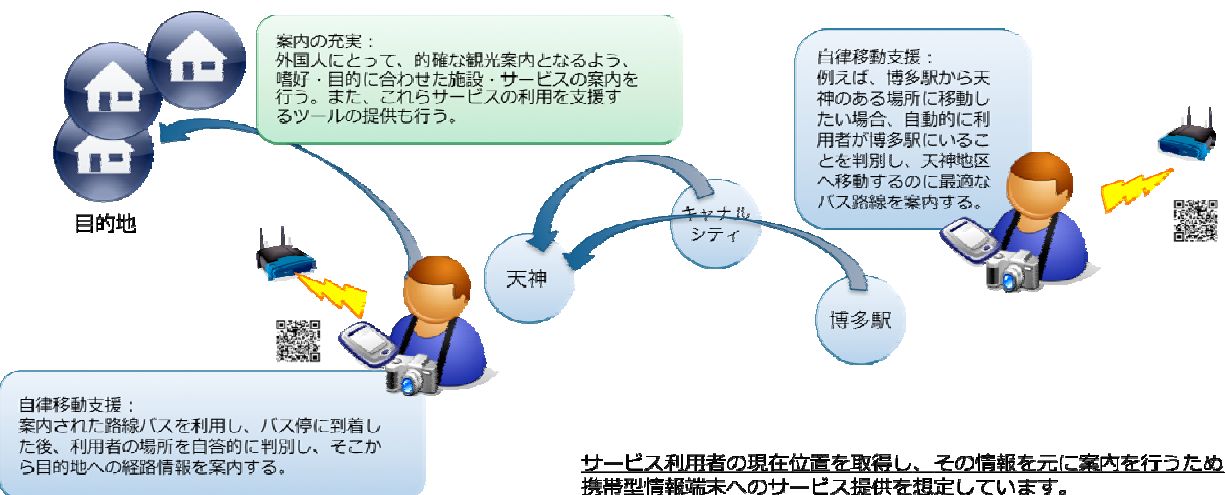 案内の充実：
外国人にとって、的確な観光案内となるよう、
嗜好・目的に合わせた施設・サービスの案内を
行う。また、これらサービスの利用を支援す
るツールの提供も行う。
自律移動支援：
例えば、博多駅から天
神のある場所に移動し
たい場合、自動的に利
用者が博多駅にいるこ
とを判別し、天神地区
へ移動するのに最適な
バス路線を案内する。
目的地
キャナル
シティ
天神
博多駅
自律移動支援：
案内された路線バスを利用し、バス停に到着し
た後、利用者の場所を自答的に判別し、そこか
ら目的地への経路情報を案内する。
サービス利用者の現在位置を取得し、その情報を元に案内を行うため
携帯型情報端末へのサービス提供を想定しています。